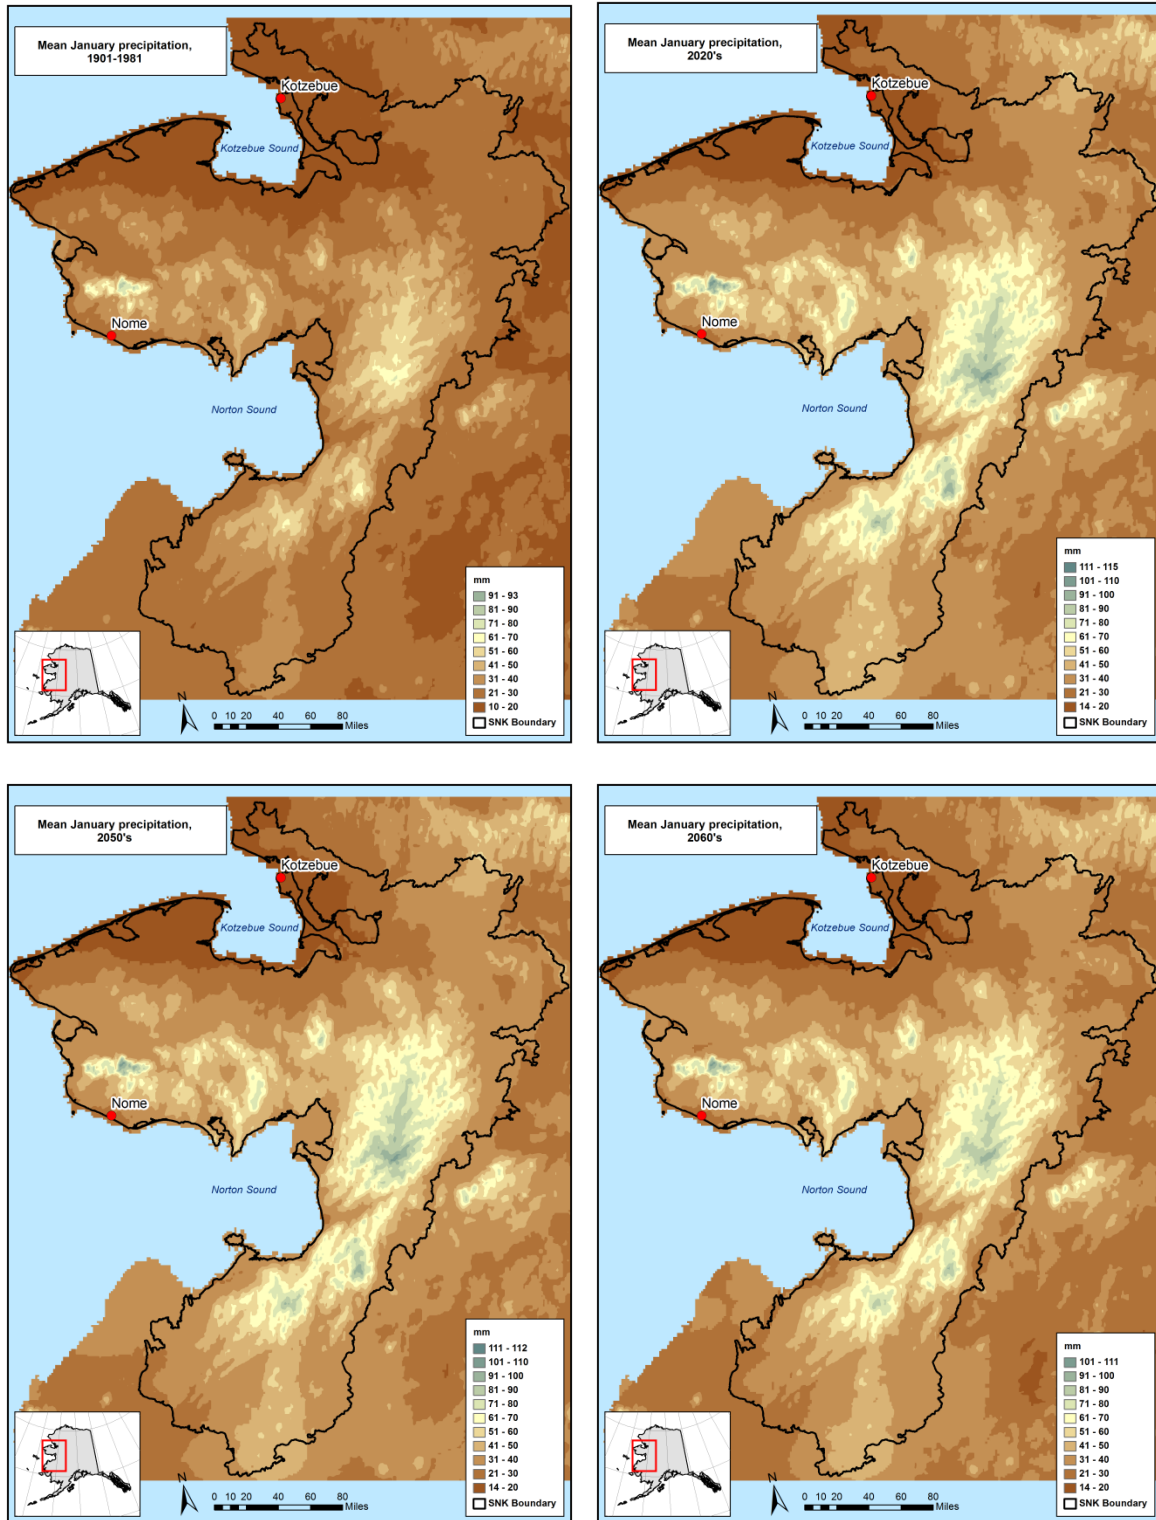 Mean January precipitation,
1901-1981
Kotzebue
Kotzebue Sound
Nome
Norton Sound
mm
91 - 93
81 - 90
71 - 80
61 - 70
51 - 60
41 - 50
31 - 40
21 - 30
10 - 20
SNK Boundary
N
0 10 20 40 60 80
Miles
Mean January precipitation,
2020's
Kotzebue
Kotzebue Sound
Nome
Norton Sound
mm
111 - 115
101 - 110
91 - 100
81 - 90
71 - 80
61 - 70
51 - 60
41 - 50
31 - 40
21 - 30
14 - 20
SNK Boundary
N
0 10 20 40 60 80
Miles
Mean January precipitation,
2050's
Kotzebue
Kotzebue Sound
Nome
Norton Sound
mm
111 - 112
101 - 110
91 - 100
81 - 90
71 - 80
61 - 70
51 - 60
41 - 50
31 - 40
21 - 30
14 - 20
SNK Boundary
N
0 10 20 40 60 80
Miles
Mean January precipitation,
2060's
Kotzebue
Kotzebue Sound
Nome
Norton Sound
mm
101 - 111
91 - 100
81 - 90
71 - 80
61 - 70
51 - 60
41 - 50
31 - 40
21 - 30
14 - 20
SNK Boundary
N
0 10 20 40 60 80
Miles